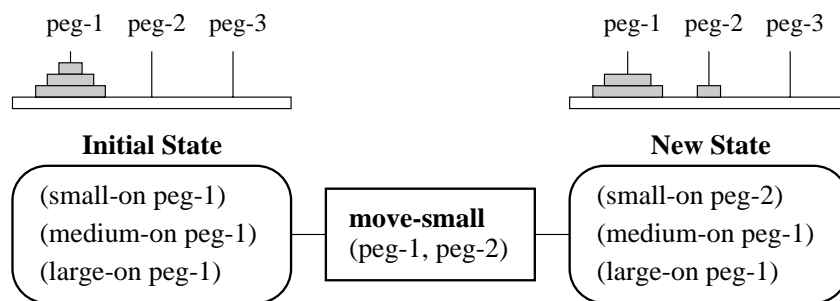 peg-1 peg-2 peg-3
peg-1 peg-2 peg-3
Initial State
New State
(small-on peg-1)
(medium-on peg-1)
(large-on peg-1)
move-small
(peg-1, peg-2)
(small-on peg-2)
(medium-on peg-1)
(large-on peg-1)